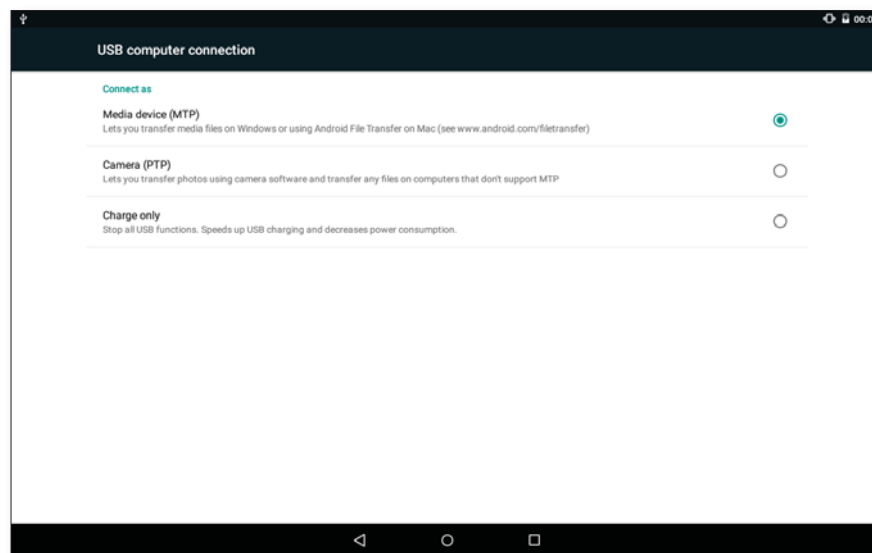 00:0
USB computer connection
Connect as
Media device (MTP)
Lets you transfer media files on Windows or using Android File Transfer on Mac (see www.android.com/filetransfer)
Camera (PTP)
Lets you transfer photos using camera software and transfer any files on computers that don't support MTP
Charge only
Stop all USB functions. Speeds up USB charging and decreases power consumption.